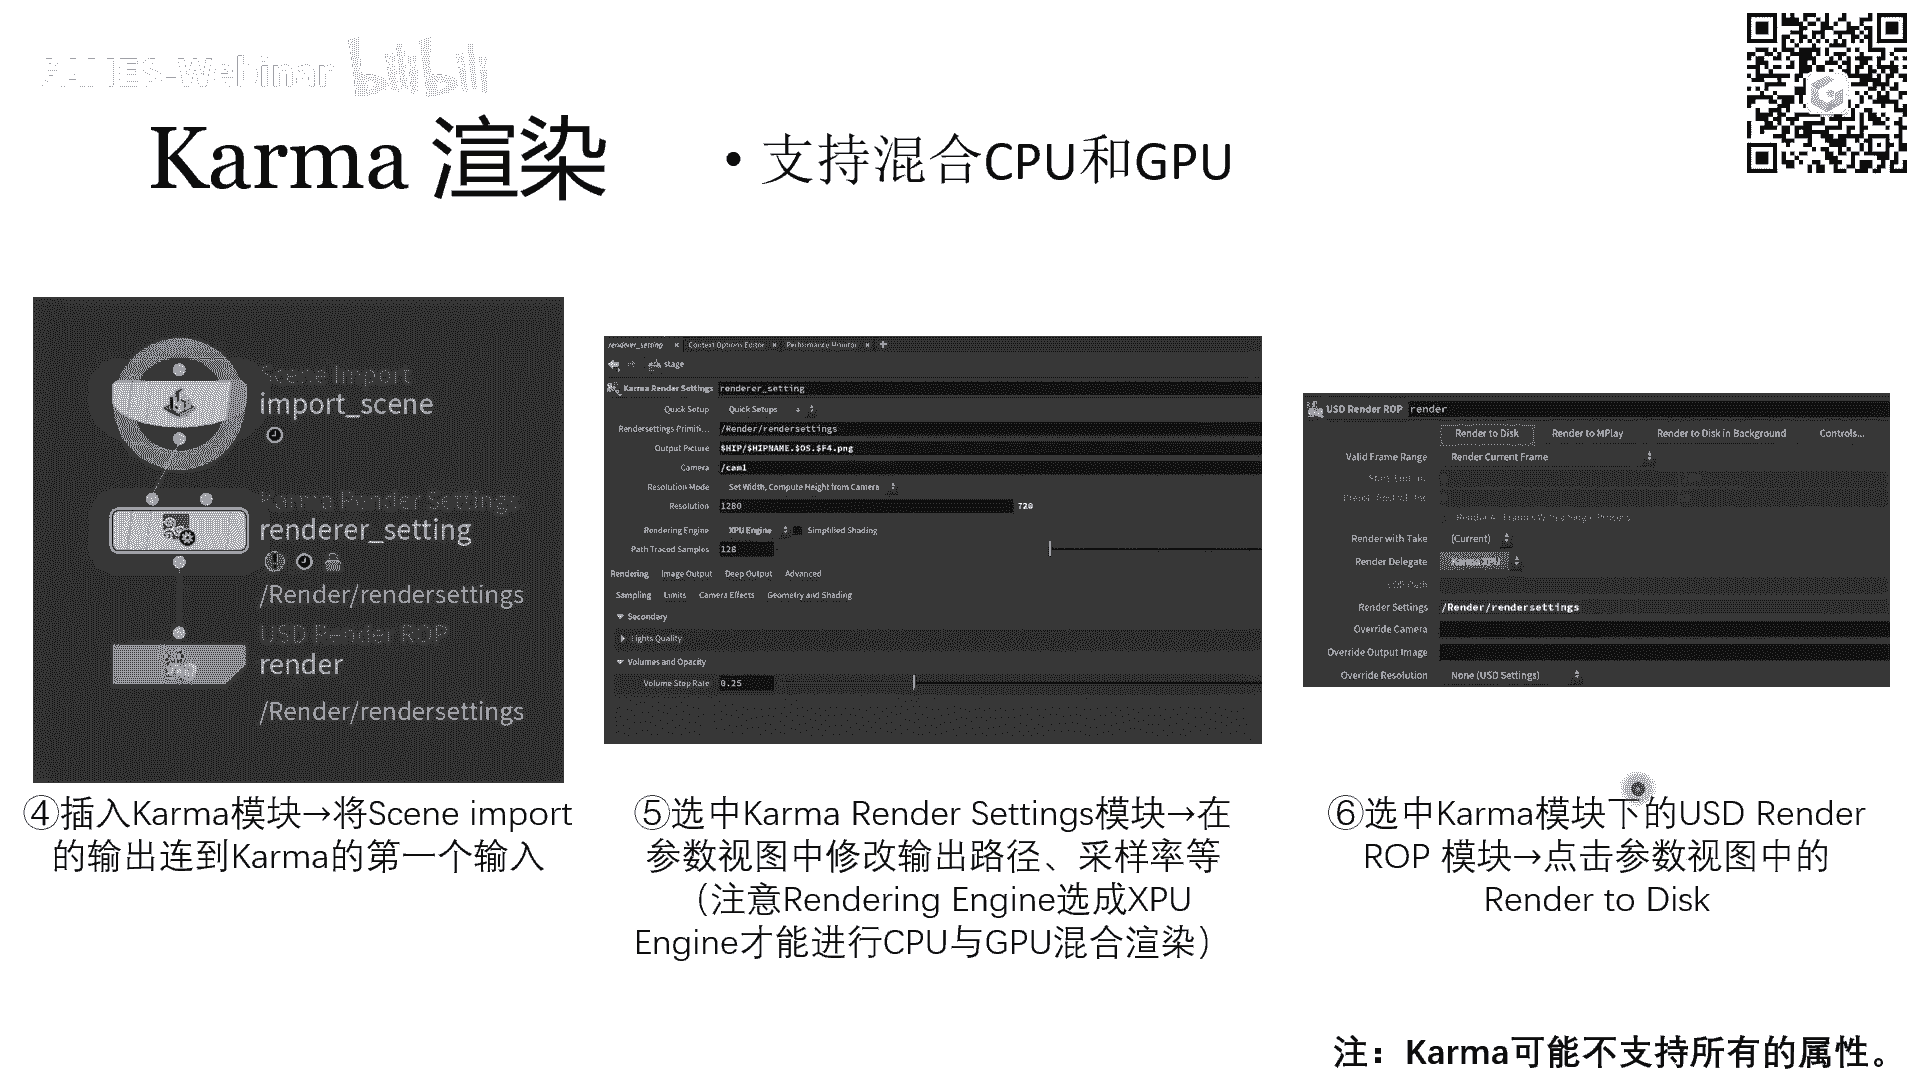 GAMES-Webinar bilibili
Karma 渲染
• 支持混合CPU和GPU
Scene Import
import_scene
Karma Render Settings
renderer_setting
/Render/rendersettings
USD Render ROP
render
/Render/rendersettings
④插入Karma模块→将Scene import
的输出连到Karma的第一个输入
renderer_setting Context Options Editor Performance Monitor
stage
Karma Render Settings renderer_setting
Quick Setup Quick Setups
Rendersettings Primiti... /Render/rendersettings
Output Picture $HIP/$HIPNAME.$OS.$F4.png
Camera /cam1
Resolution Mode Set Width, Compute Height from Camera
Resolution 1280 720
Rendering Engine XPU Engine Simplified Shading
Path Traced Samples 128
Rendering Image Output Deep Output Advanced
Sampling Limits Camera Effects Geometry and Shading
Secondary
Lights Quality
Volumes and Opacity
Volume Step Rate 0.25
⑤选中Karma Render Settings模块→在
参数视图中修改输出路径、采样率等
（注意Rendering Engine选成XPU
Engine才能进行CPU与GPU混合渲染）
USD Render ROP render
Render to Disk Render to MPlay Render to Disk in Background Controls...
Valid Frame Range Render Current Frame
Render with Take (Current)
Render Delegate Karma XPU
Render Settings /Render/rendersettings
Override Camera
Override Output Image
Override Resolution None (USD Settings)
⑥选中Karma模块下的USD Render
ROP 模块→点击参数视图中的
Render to Disk
注：Karma可能不支持所有的属性。